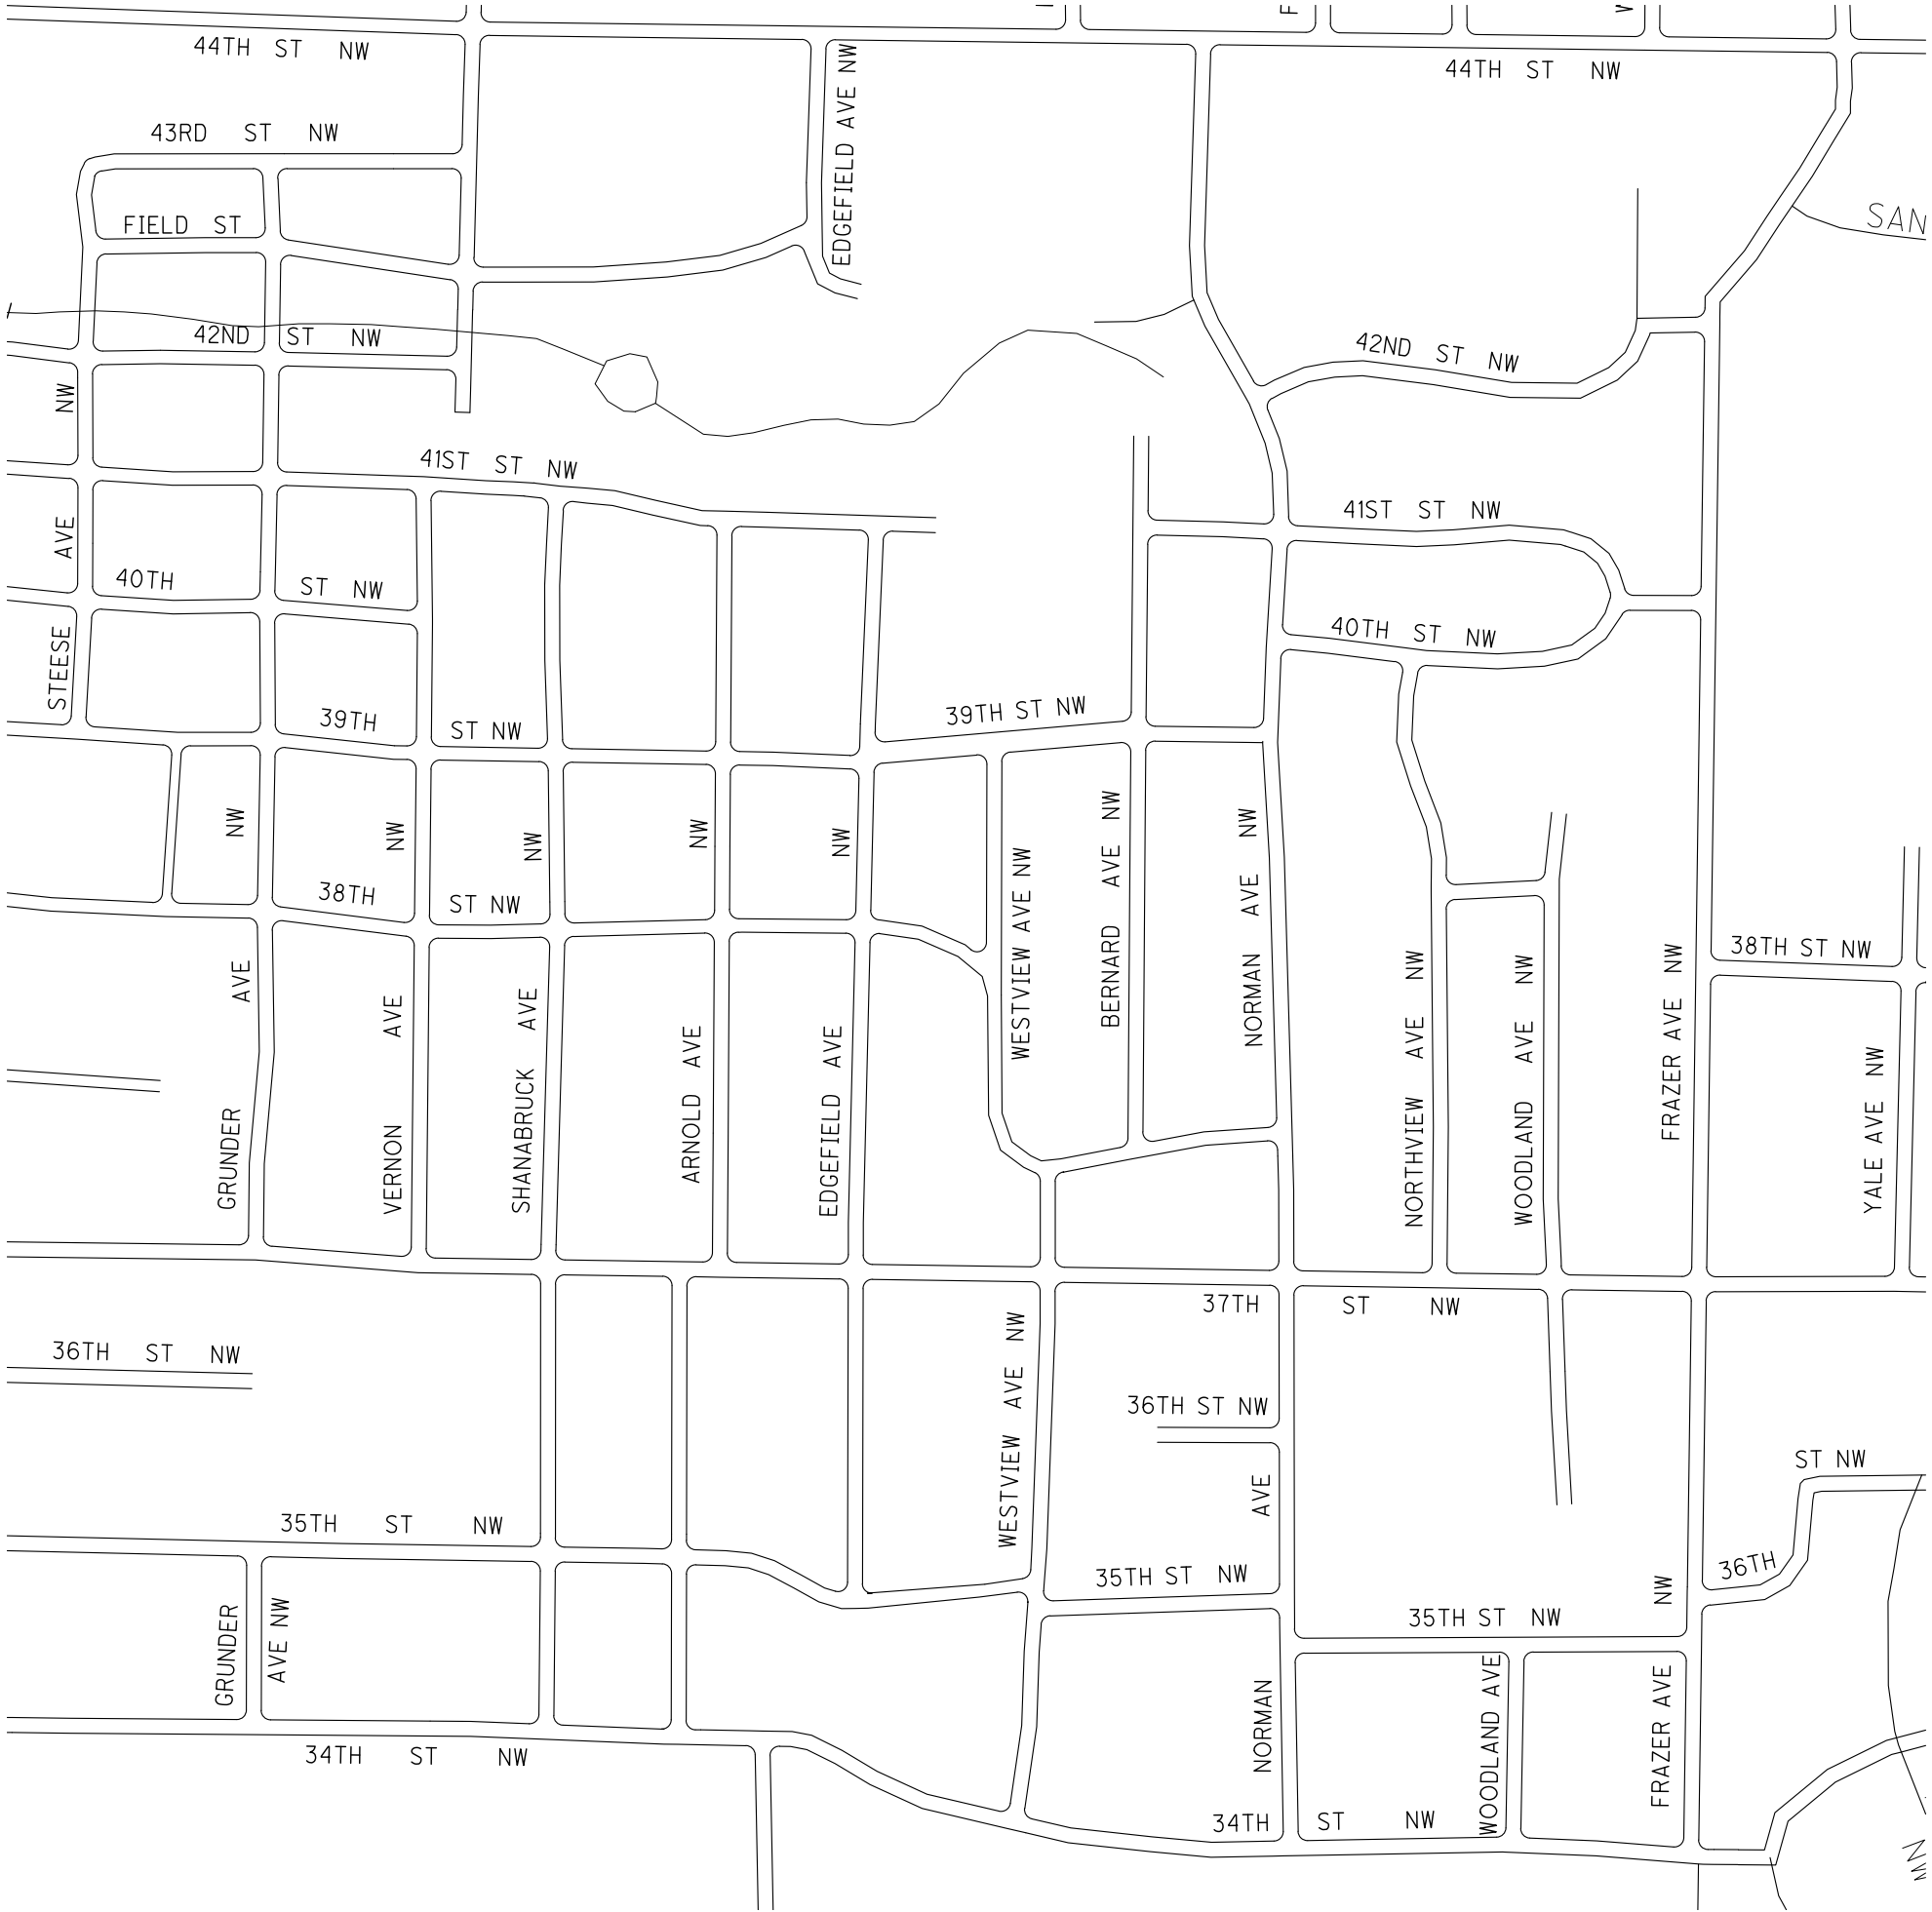 44TH ST NW
44TH ST NW
43RD ST NW
EDGEFIELD AVE NW
FIELD ST
SAN
42ND ST NW
42ND ST NW
41ST ST NW
41ST ST NW
STEESE AVE NW
40TH ST NW
40TH ST NW
39TH ST NW
39TH ST NW
38TH ST NW
38TH ST NW
GRUNDER AVE NW
VERNON AVE NW
SHANABRUCK AVE NW
ARNOLD AVE NW
EDGEFIELD AVE NW
WESTVIEW AVE NW
BERNARD AVE NW
NORMAN AVE NW
NORTHVIEW AVE NW
WOODLAND AVE NW
FRAZER AVE NW
YALE AVE NW
37TH ST NW
36TH ST NW
36TH ST NW
36TH ST NW
WESTVIEW AVE NW
35TH ST NW
35TH ST NW
35TH ST NW
GRUNDER AVE NW
NORMAN AVE
WOODLAND AVE
FRAZER AVE NW
34TH ST NW
34TH ST NW